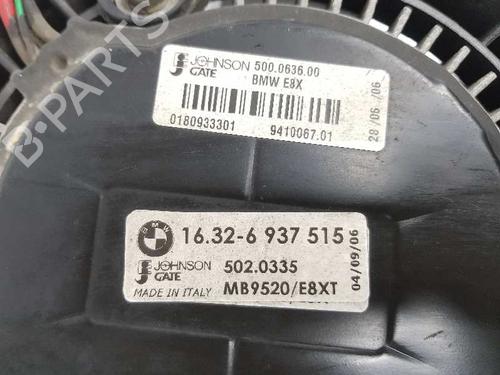 JOHNSON 500.0636.00
GATE BMW E8X
0180933301 9410067.01
28/06/06
B-PARTS
BMW
16.32-6 937 515
JOHNSON 502.0335
GATE
MADE IN ITALY MB9520/E8XT
04/09/06